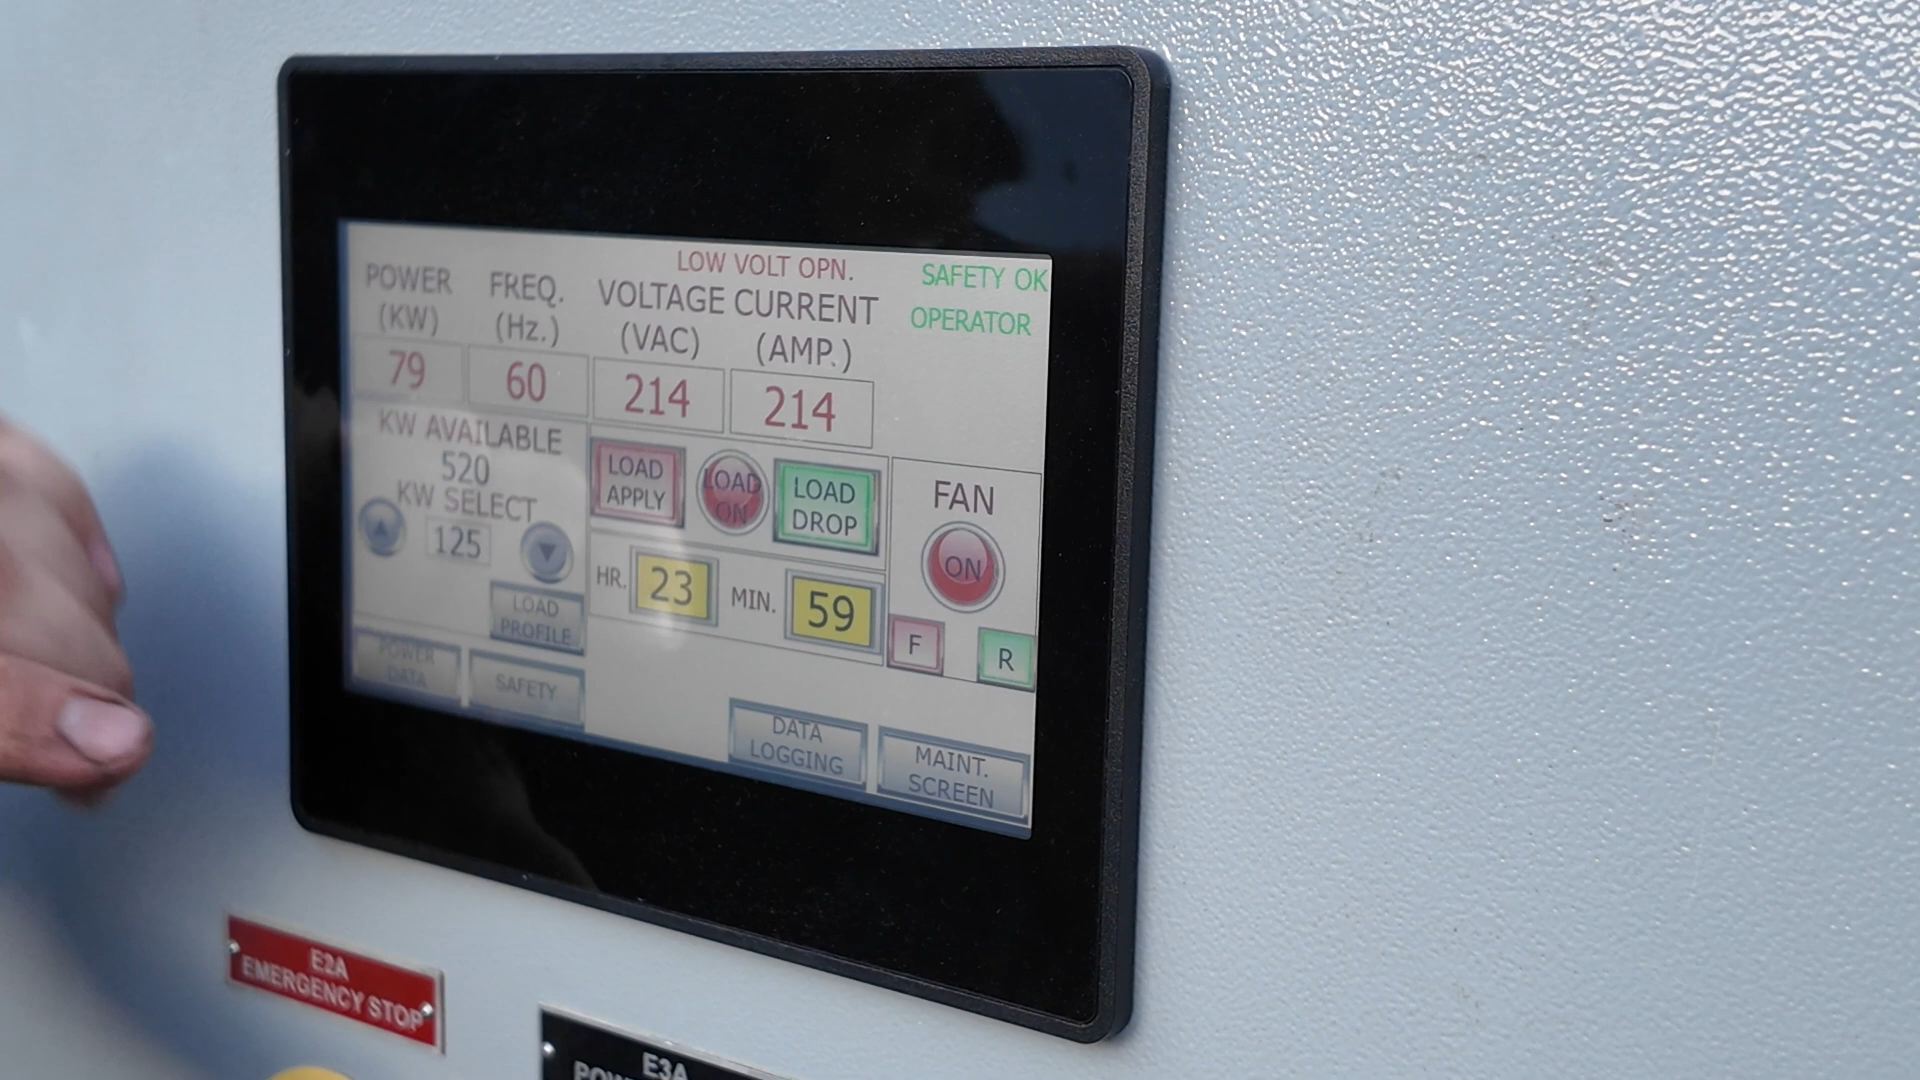 LOW VOLT OPN.
SAFETY OK
POWER
(KW)
FREQ.
(Hz.)
VOLTAGE
(VAC)
CURRENT
(AMP.)
OPERATOR
79
60
214
214
KW AVAILABLE
520
KW SELECT
125
LOAD
APPLY
LOAD
ON
LOAD
DROP
FAN
ON
HR.
23
MIN.
59
F
R
LOAD
PROFILE
POWER
DATA
SAFETY
DATA
LOGGING
MAINT.
SCREEN
E2A
EMERGENCY STOP
E3A